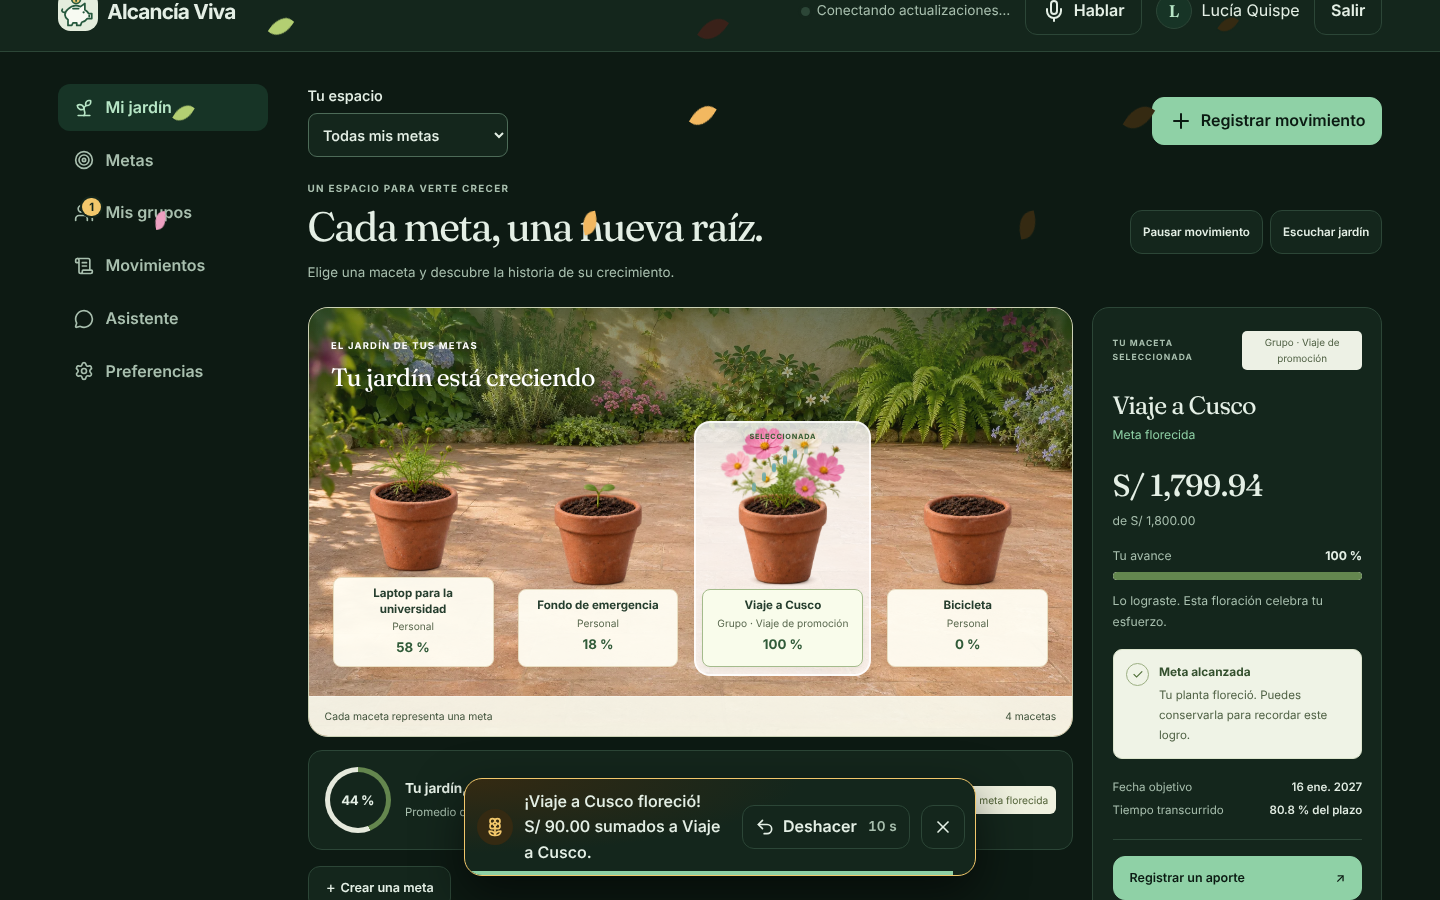 Alcancía Viva
Conectando actualizaciones...
Hablar
L
Lucía Quispe
Salir
Mi jardín
Metas
1
Mis grupos
Movimientos
Asistente
Preferencias
Tu espacio
Todas mis metas
+ Registrar movimiento
UN ESPACIO PARA VERTE CRECER
Cada meta, una nueva raíz.
Elige una maceta y descubre la historia de su crecimiento.
Pausar movimiento
Escuchar jardín
EL JARDÍN DE TUS METAS
Tu jardín está creciendo
SELECCIONADA
Laptop para la
universidad
Personal
58 %
Fondo de emergencia
Personal
18 %
Viaje a Cusco
Grupo · Viaje de promoción
100 %
Bicicleta
Personal
0 %
Cada maceta representa una meta
4 macetas
44 %
Tu jardín,
Promedio
meta florecida
¡Viaje a Cusco floreció!
S/ 90.00 sumados a Viaje
a Cusco.
Deshacer 10 s
+ Crear una meta
TU MACETA
SELECCIONADA
Grupo · Viaje de
promoción
Viaje a Cusco
Meta florecida
S/ 1,799.94
de S/ 1,800.00
Tu avance
100 %
Lo lograste. Esta floración celebra tu
esfuerzo.
Meta alcanzada
Tu planta floreció. Puedes
conservarla para recordar este
logro.
Fecha objetivo
16 ene. 2027
Tiempo transcurrido
80.8 % del plazo
Registrar un aporte